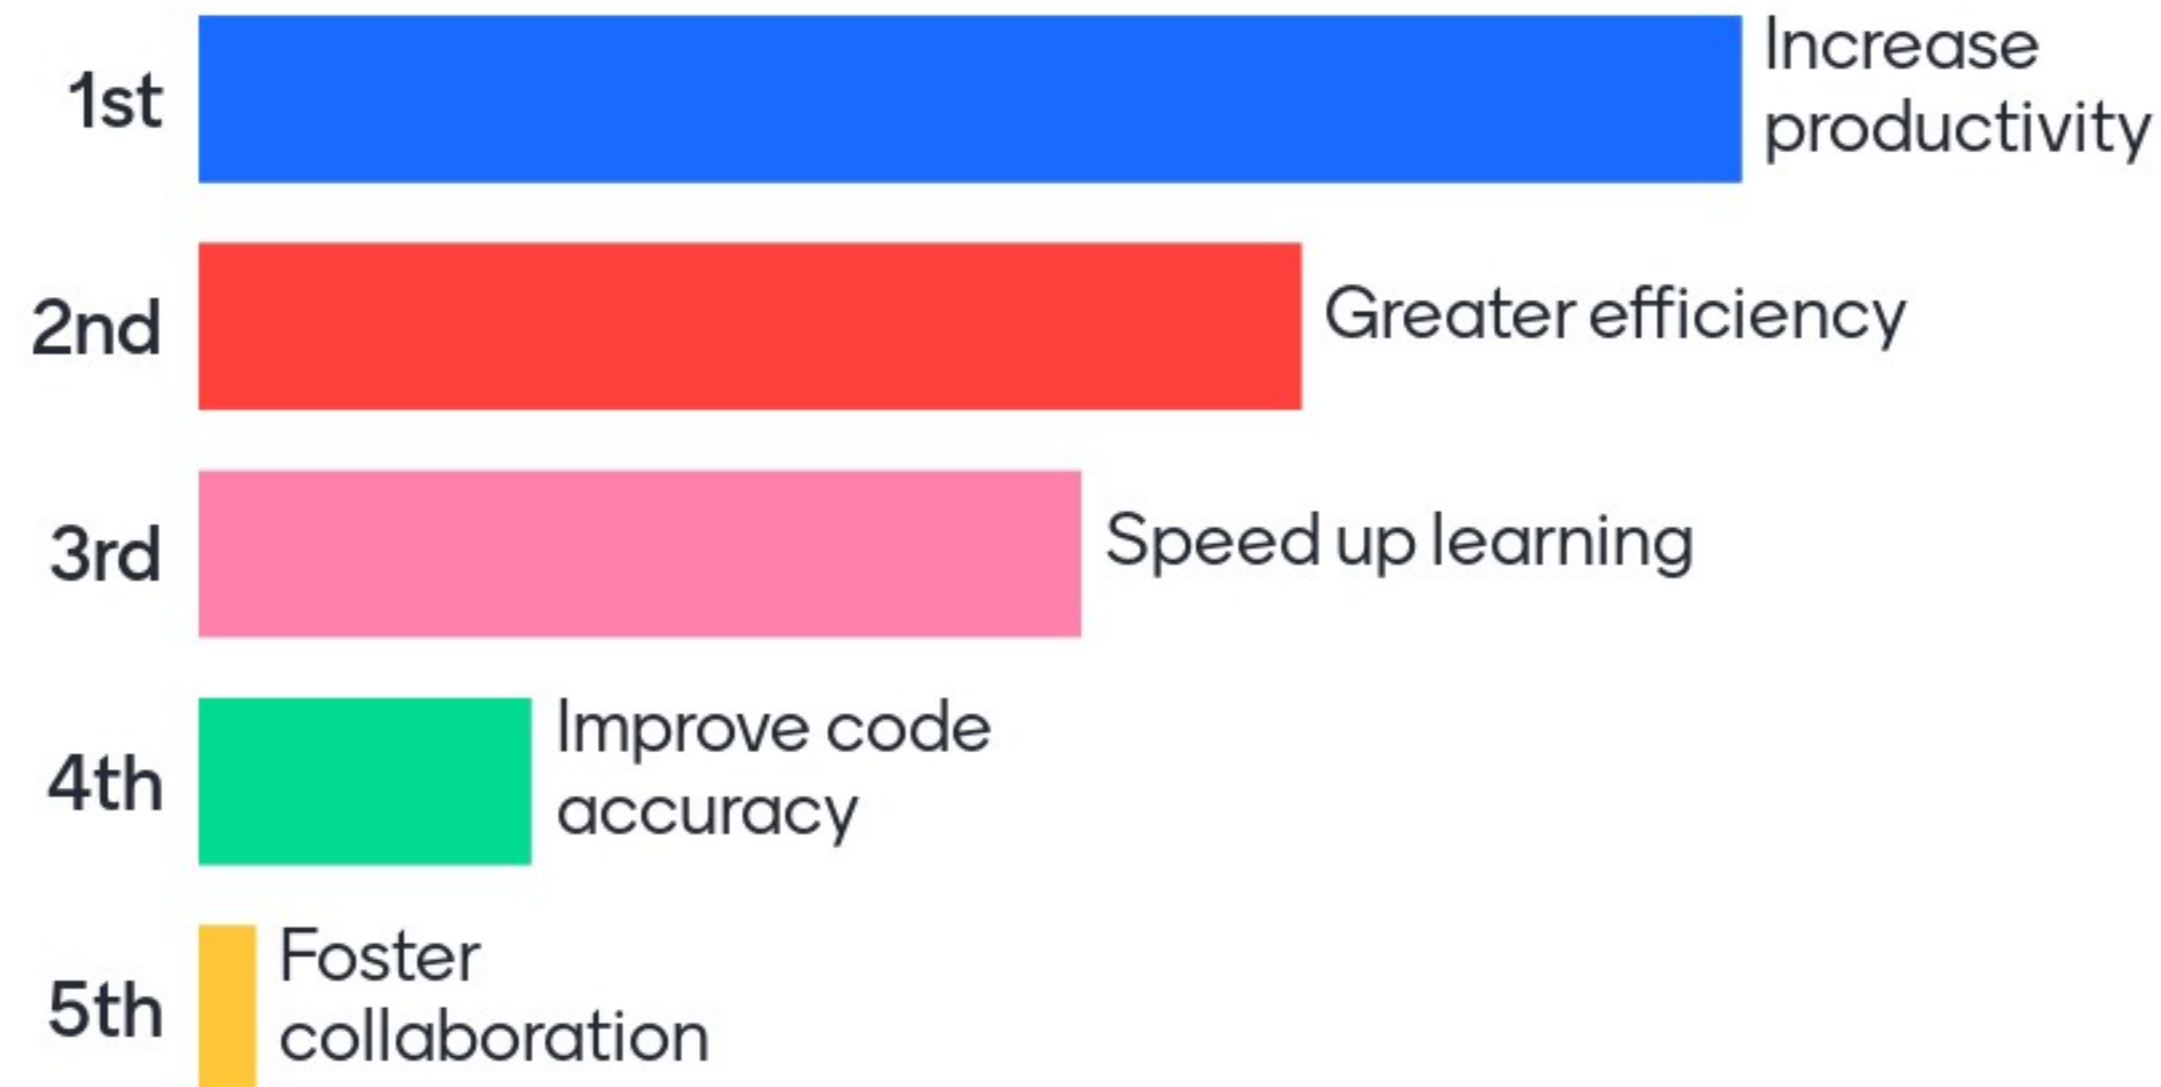 1st
Increase
productivity
2nd
Greater efficiency
3rd
Speed up learning
4th
Improve code
accuracy
5th
Foster
collaboration